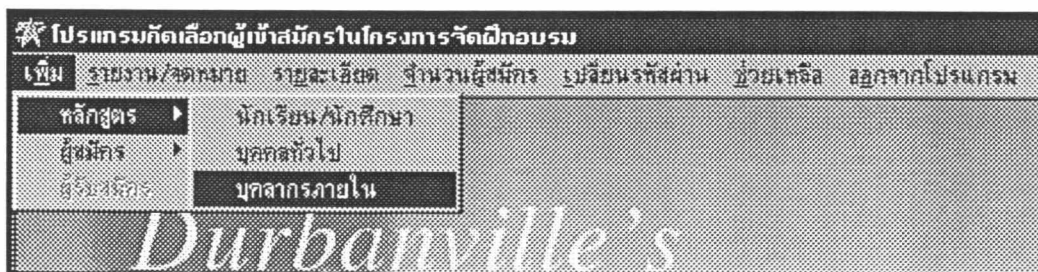 โปรแกรมคัดเลือกผู้เข้าสมัครในโครงการจัดฝึกอบรม
เพิ่ม รายงาน/จดหมาย รายละเอียด จำนวนผู้สมัคร เปลี่ยนรหัสผ่าน ช่วยเหลือ ออกจากโปรแกรม
หลักสูตร นักเรียน/นักศึกษา
ผู้สมัคร บุคคลทั่วไป
ผู้รับสมัคร บุคลากรภายใน
Durbanville's